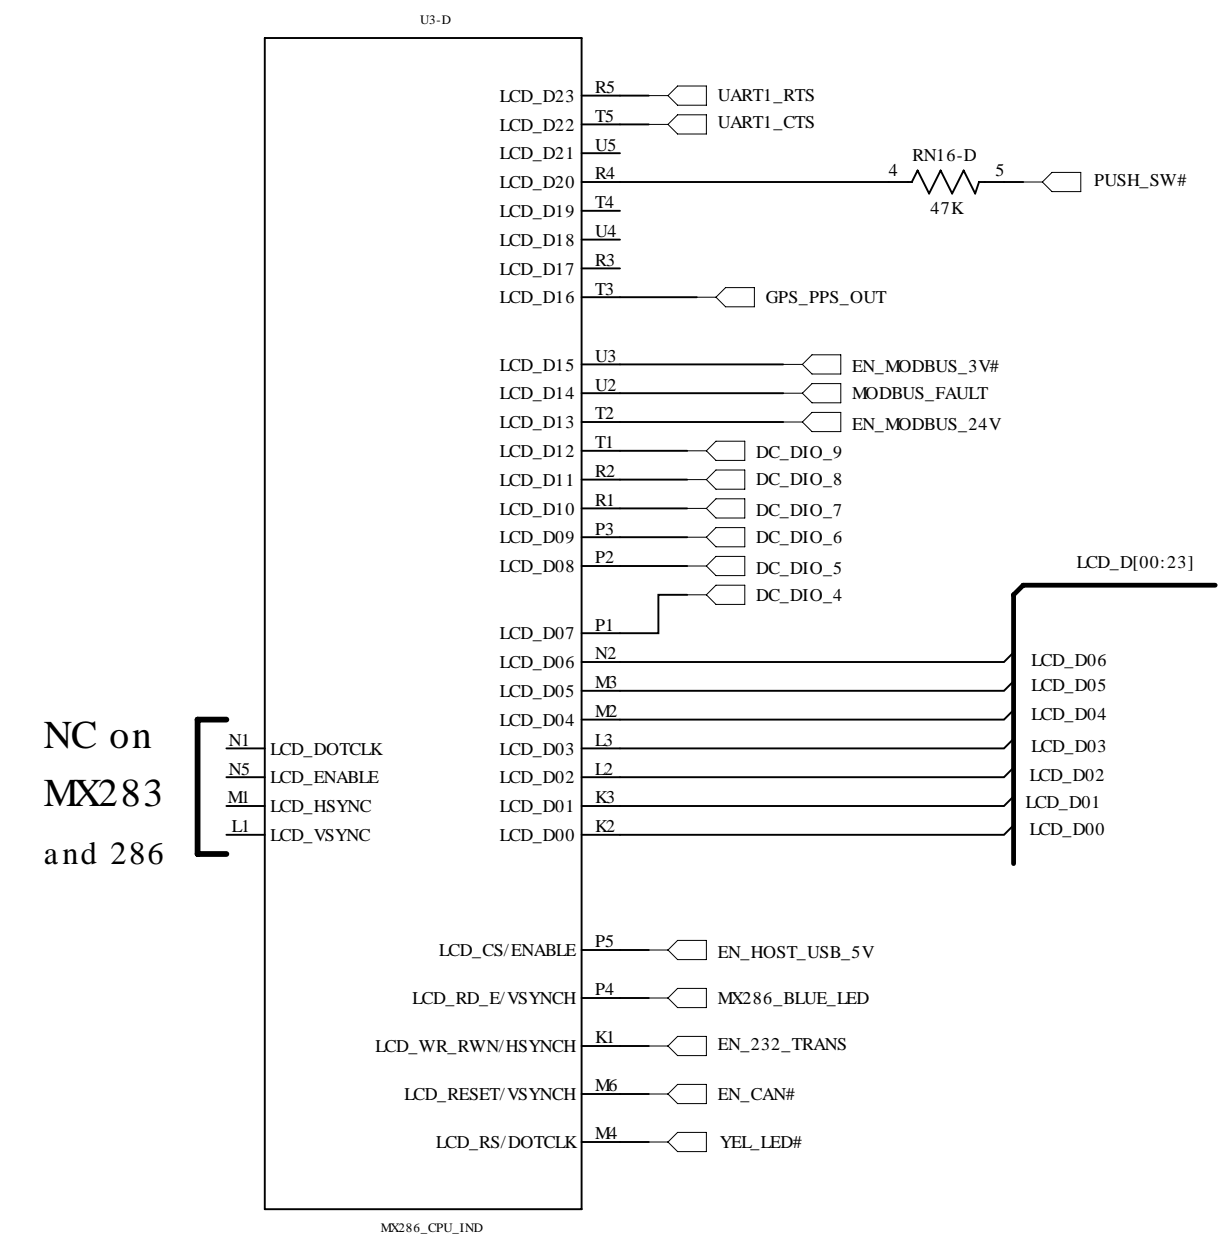 U3-D
LCD_D23 R5 UART1_RTS
LCD_D22 T5 UART1_CTS
LCD_D21 U5
RN16-D
LCD_D20 R4 4 5 PUSH_SW#
47K
LCD_D19 T4
LCD_D18 U4
LCD_D17 R3
LCD_D16 T3 GPS_PPS_OUT
LCD_D15 U3 EN_MODBUS_3V#
LCD_D14 U2 MODBUS_FAULT
LCD_D13 T2 EN_MODBUS_24V
LCD_D12 T1 DC_DIO_9
LCD_D11 R2 DC_DIO_8
LCD_D10 R1 DC_DIO_7
LCD_D09 P3 DC_DIO_6
LCD_D08 P2 DC_DIO_5
LCD_D[00:23]
DC_DIO_4
LCD_D07 P1
LCD_D06 N2 LCD_D06
LCD_D05 M3 LCD_D05
LCD_D04 M2 LCD_D04
LCD_D03 L3 LCD_D03
LCD_D02 L2 LCD_D02
LCD_D01 K3 LCD_D01
LCD_D00 K2 LCD_D00
NC on
MX283
and 286
N1 LCD_DOTCLK
N5 LCD_ENABLE
M1 LCD_HSYNC
L1 LCD_VSYNC
LCD_CS/ENABLE P5 EN_HOST_USB_5V
LCD_RD_E/VSYNCH P4 MX286_BLUE_LED
LCD_WR_RWN/HSYNCH K1 EN_232_TRANS
LCD_RESET/VSYNCH M6 EN_CAN#
LCD_RS/DOTCLK M4 YEL_LED#
MX286_CPU_IND